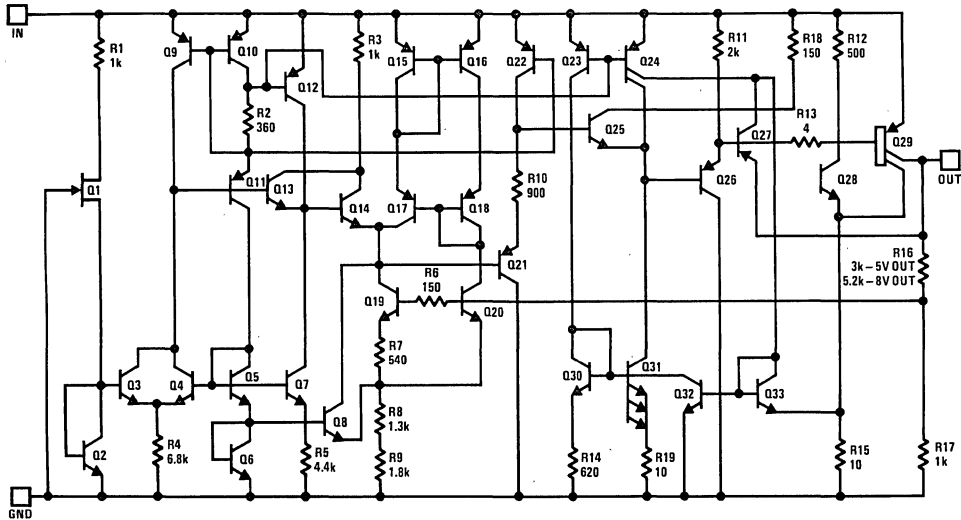 IN
R1
1k
Q9
Q10
R2
360
Q12
R3
1k
Q15
Q16
Q22
Q23
Q24
R11
2k
R18
150
R12
500
Q25
Q27
R13
4
Q29
OUT
Q1
Q11
Q13
Q14
Q17
Q18
R10
900
Q21
Q26
Q28
R16
3k–5V OUT
5.2k–8V OUT
R6
150
Q19
Q20
R7
540
Q3
Q4
Q5
Q7
Q8
R8
1.3k
R9
1.8k
Q30
Q31
Q32
Q33
Q2
R4
6.8k
Q6
R5
4.4k
R14
620
R19
10
R15
10
R17
1k
GND